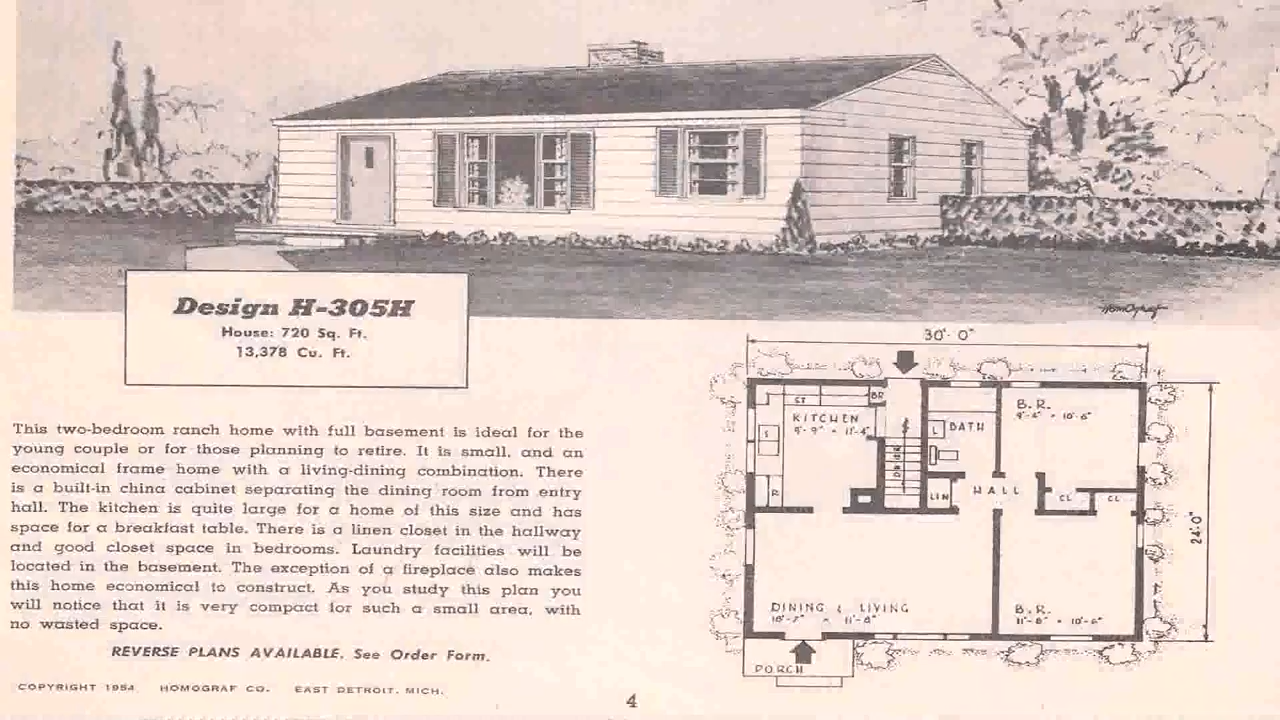 HomOgraf
Design H-305H
House: 720 Sq. Ft.
13,378 Cu. Ft.
This two-bedroom ranch home with full basement is ideal for the
young couple or for those planning to retire. It is small, and an
economical frame home with a living-dining combination. There
is a built-in china cabinet separating the dining room from entry
hall. The kitchen is quite large for a home of this size and has
space for a breakfast table. There is a linen closet in the hallway
and good closet space in bedrooms. Laundry facilities will be
located in the basement. The exception of a fireplace also makes
this home economical to construct. As you study this plan you
will notice that it is very compact for such a small area, with
no wasted space.
REVERSE PLANS AVAILABLE. See Order Form.
COPYRIGHT 1954 HOMOGRAF CO. EAST DETROIT, MICH.
4
30'-0"
KITCHEN
9'-9" x 11'-4"
BR
S
R
BATH
L
LIN
HALL
B.R.
CL
CL
24'-0"
DINING & LIVING
B.R.
PORCH